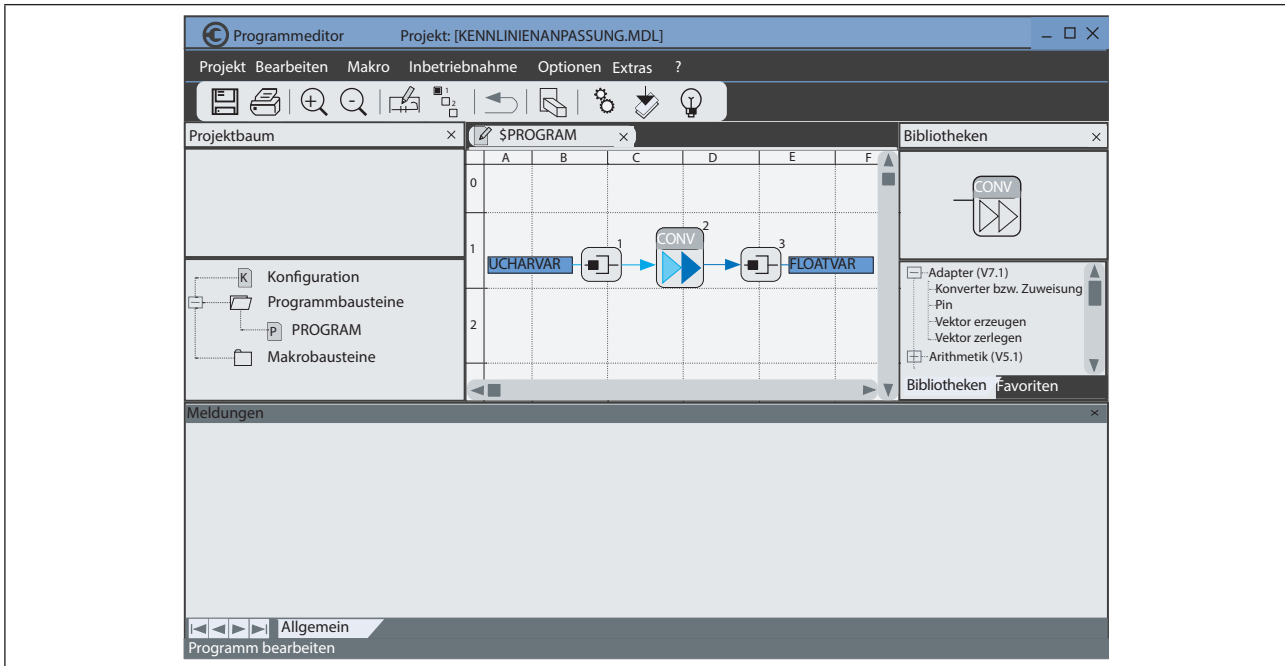 Programmeditor Projekt: [KENNLINIENANPASSUNG.MDL]
Projekt Bearbeiten Makro Inbetriebnahme Optionen Extras ?
1
2
Projektbaum
$PROGRAM
Bibliotheken
A B C D E F
0
CONV
1
UCHARVAR
1
CONV
2
3
FLOATVAR
2
K Konfiguration
Programmbausteine
P PROGRAM
Makrobausteine
Adapter (V7.1)
Konverter bzw. Zuweisung
Pin
Vektor erzeugen
Vektor zerlegen
Arithmetik (V5.1)
Bibliotheken Favoriten
Meldungen
Allgemein
Programm bearbeiten